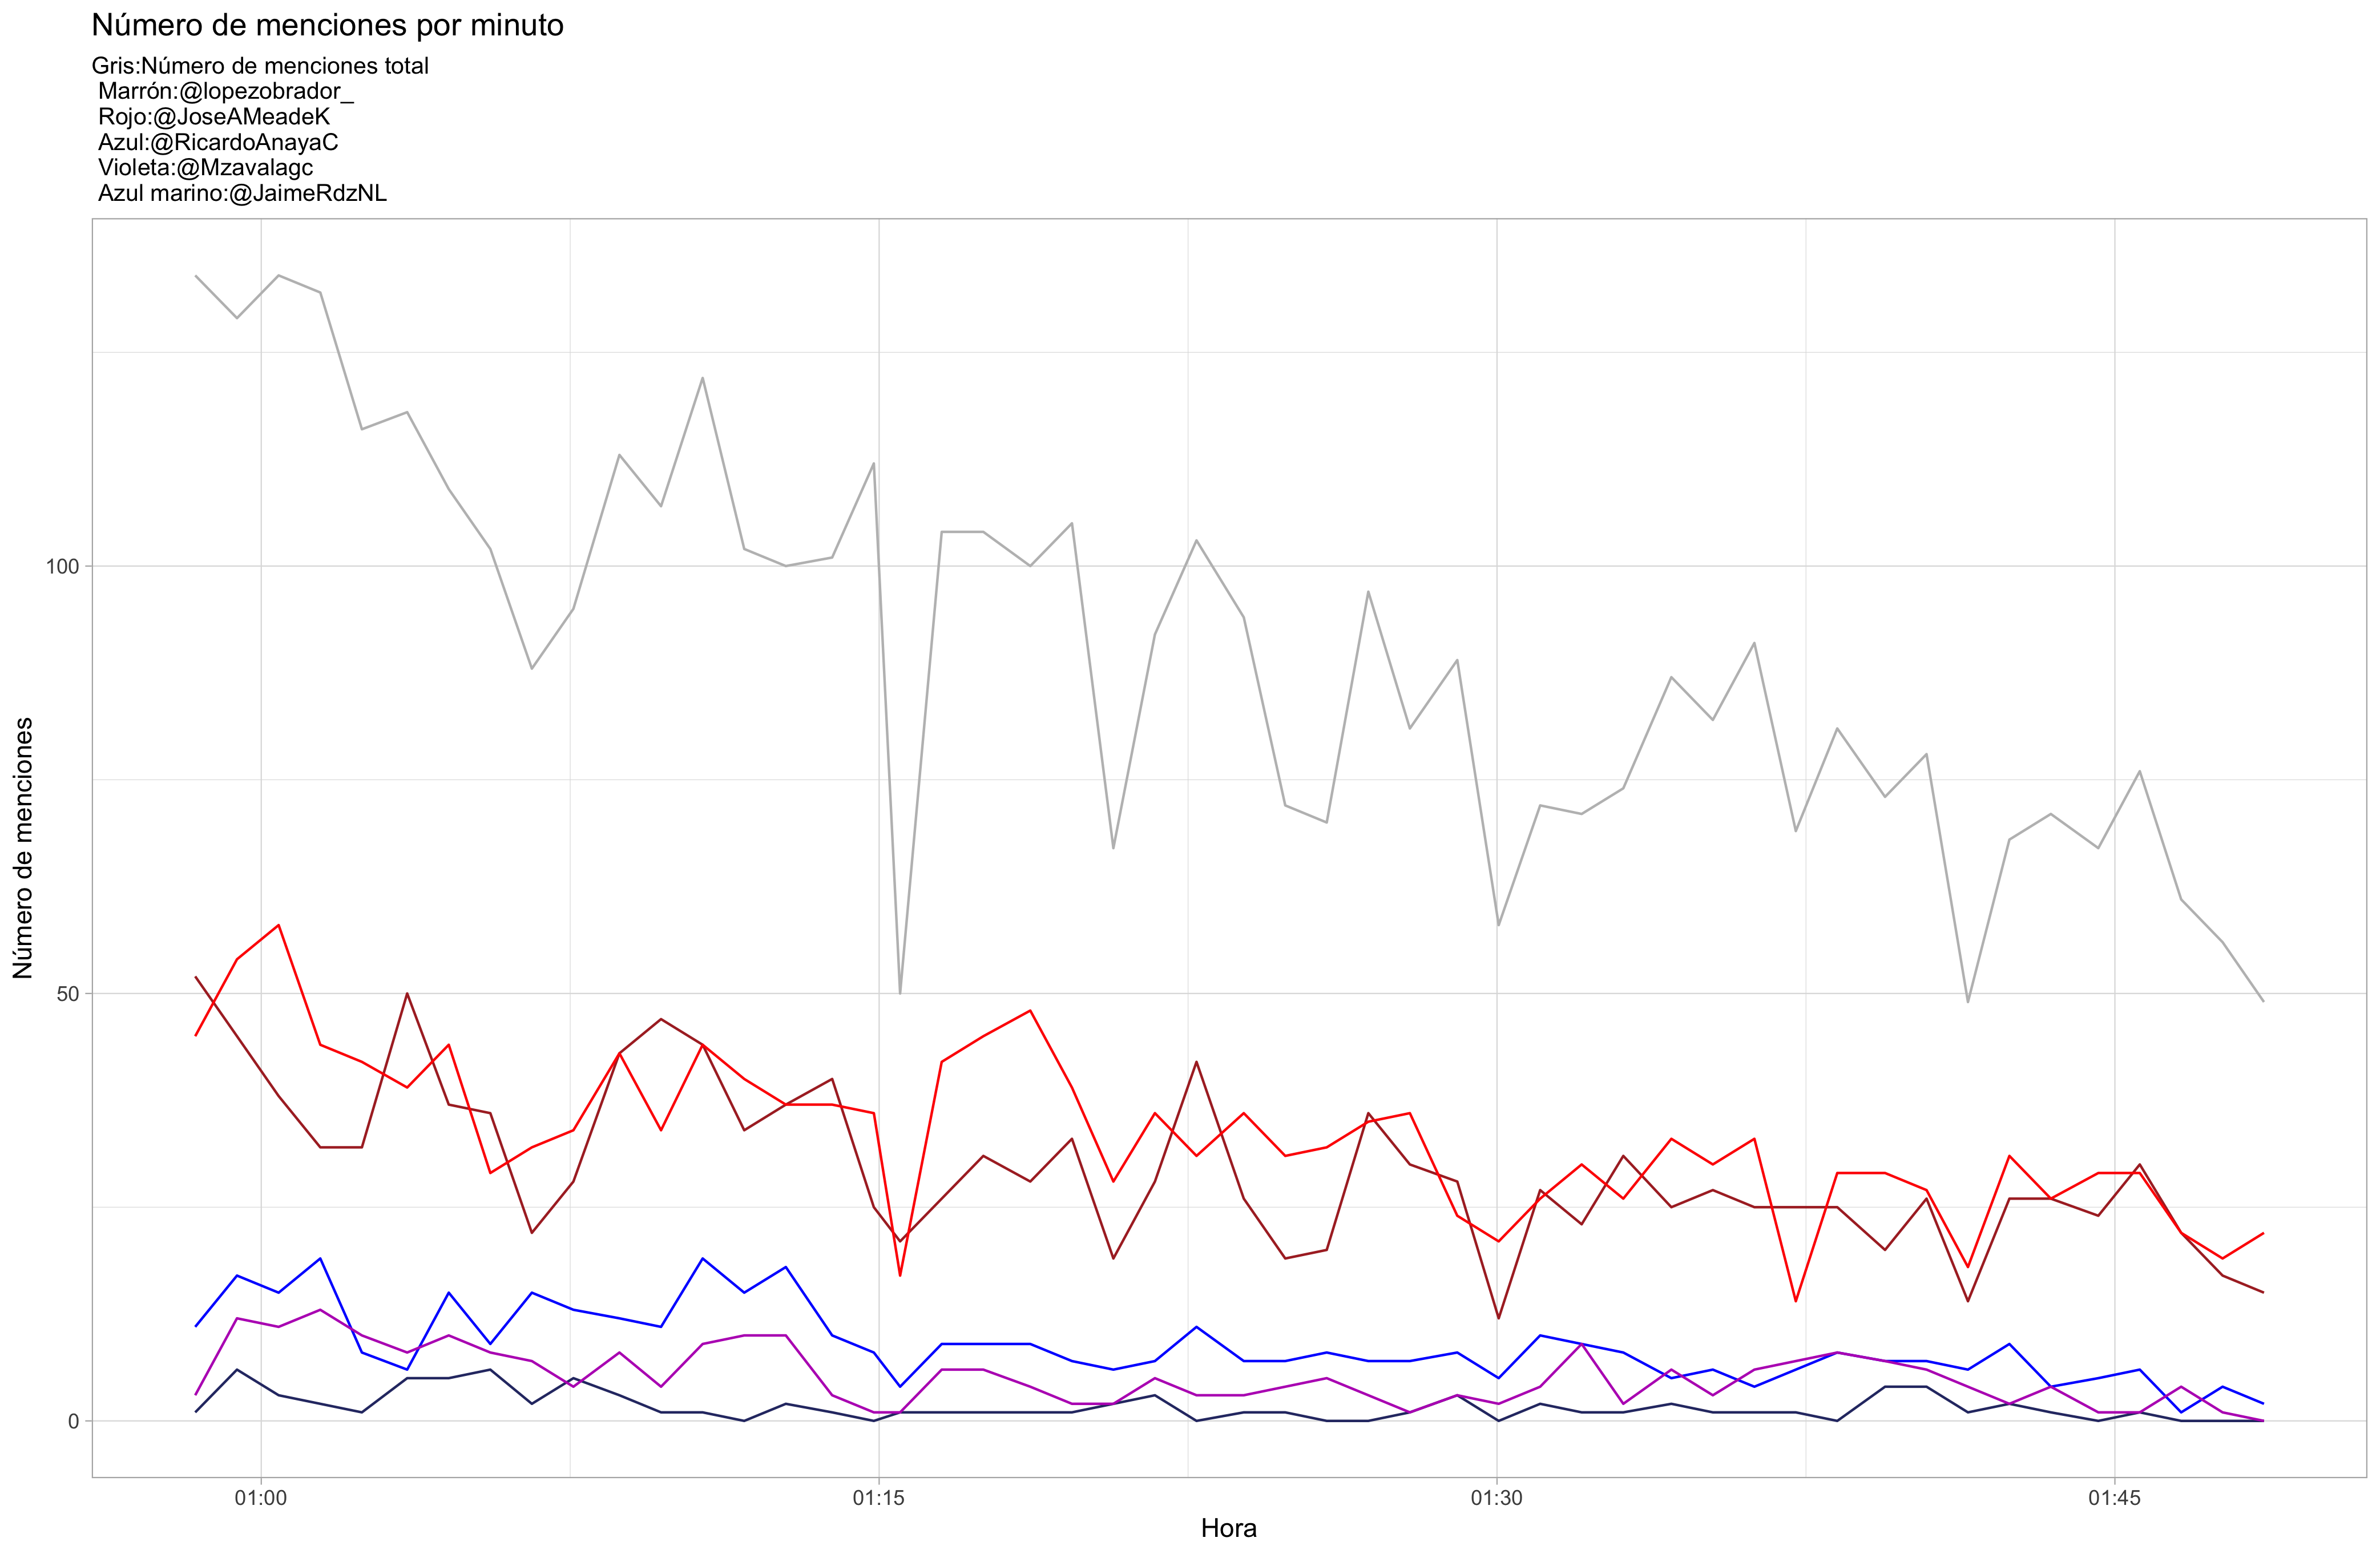 Número de menciones por minuto
Gris:Número de menciones total
Marrón:@lopezobrador_
Rojo:@JoseAMeadeK
Azul:@RicardoAnayaC
Violeta:@Mzavalagc
Azul marino:@JaimeRdzNL
Número de menciones
100
50
0
01:00
01:15
01:30
01:45
Hora